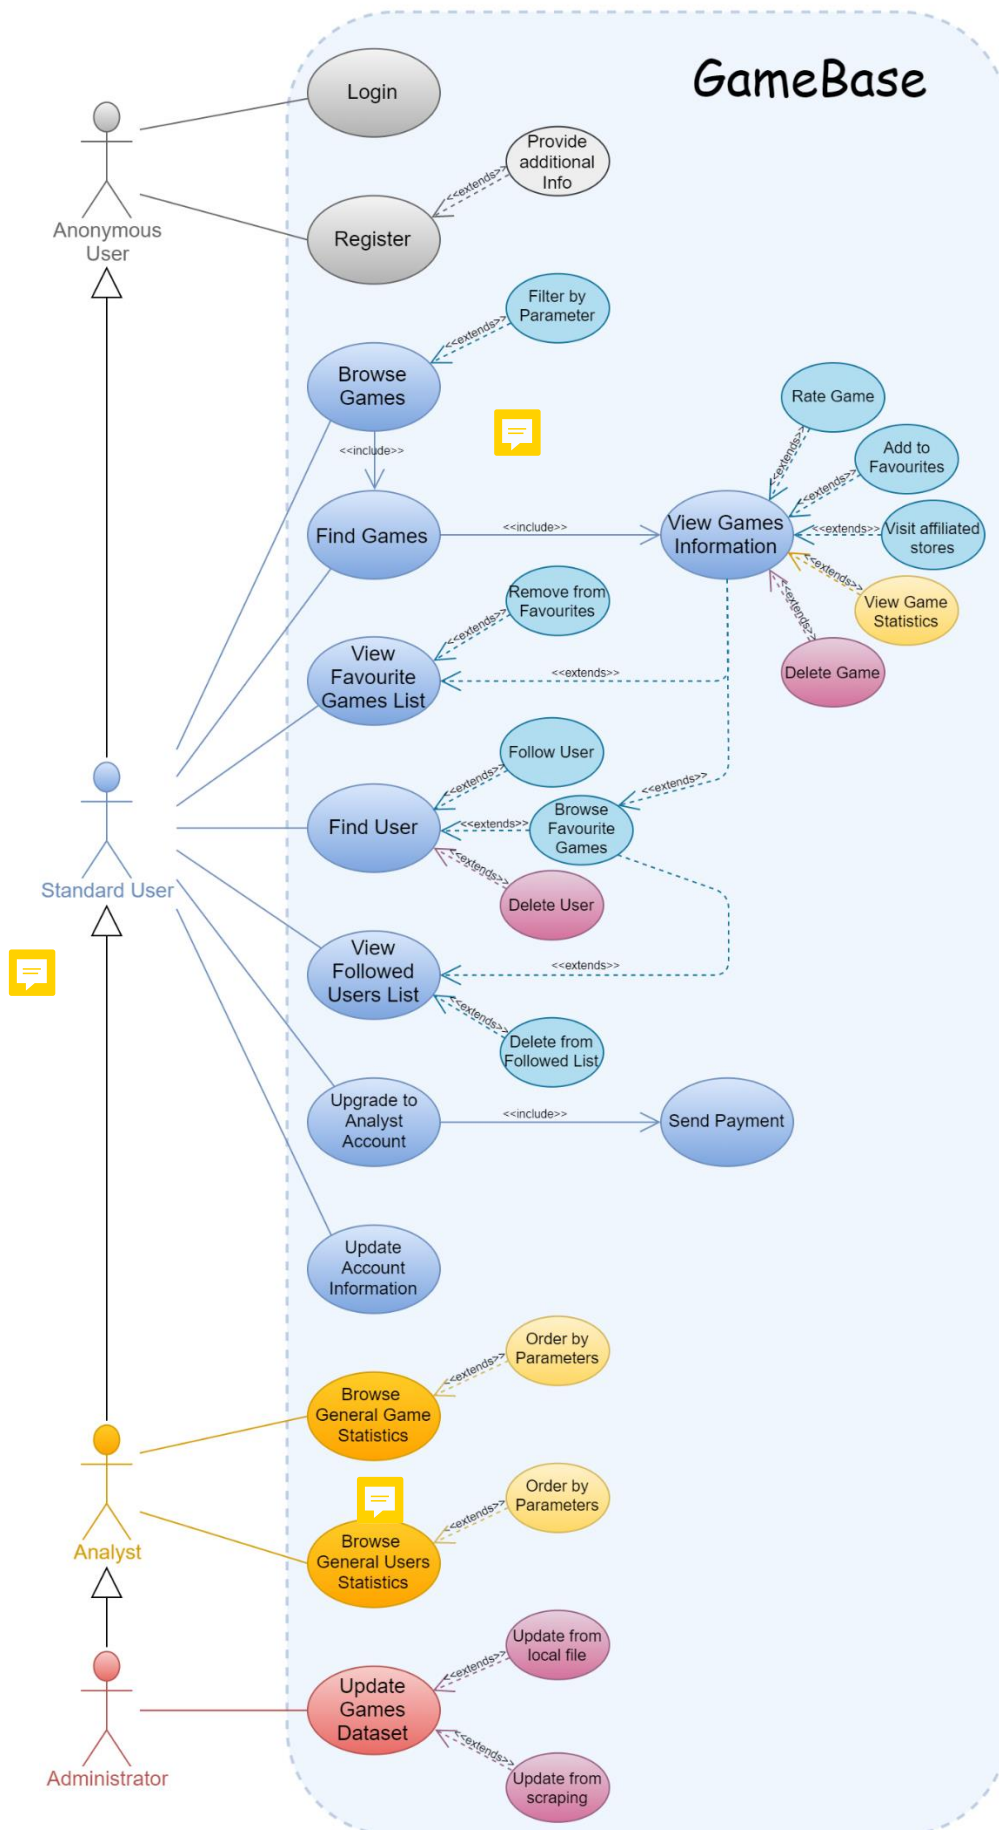 GameBase
Login
Provide
additional
Info
<<extends>>
Register
Anonymous
User
Filter by
Parameter
<<extends>>
Browse
Games
<<include>>
Rate Game
<<extends>>
Add to
Favourites
<<extends>>
Find Games
<<include>>
View Games
Information
<<extends>>
Visit affiliated
stores
<<extends>>
View Game
Statistics
<<extends>>
Delete Game
Remove from
Favourites
<<extends>>
View
Favourite
Games List
<<extends>>
Follow User
<<extends>>
<<extends>>
Find User
<<extends>>
Browse
Favourite
Games
<<extends>>
Delete User
Standard User
View
Followed
Users List
<<extends>>
<<extends>>
Delete from
Followed List
Upgrade to
Analyst
Account
<<include>>
Send Payment
Update
Account
Information
Order by
Parameters
<<extends>>
Browse
General Game
Statistics
Order by
Parameters
<<extends>>
Browse
General Users
Statistics
Analyst
Update from
local file
<<extends>>
Update
Games
Dataset
<<extends>>
Update from
scraping
Administrator